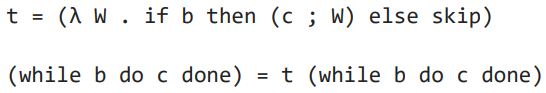 t = (λ W . if b then (c ; W) else skip)
(while b do c done) = t (while b do c done)